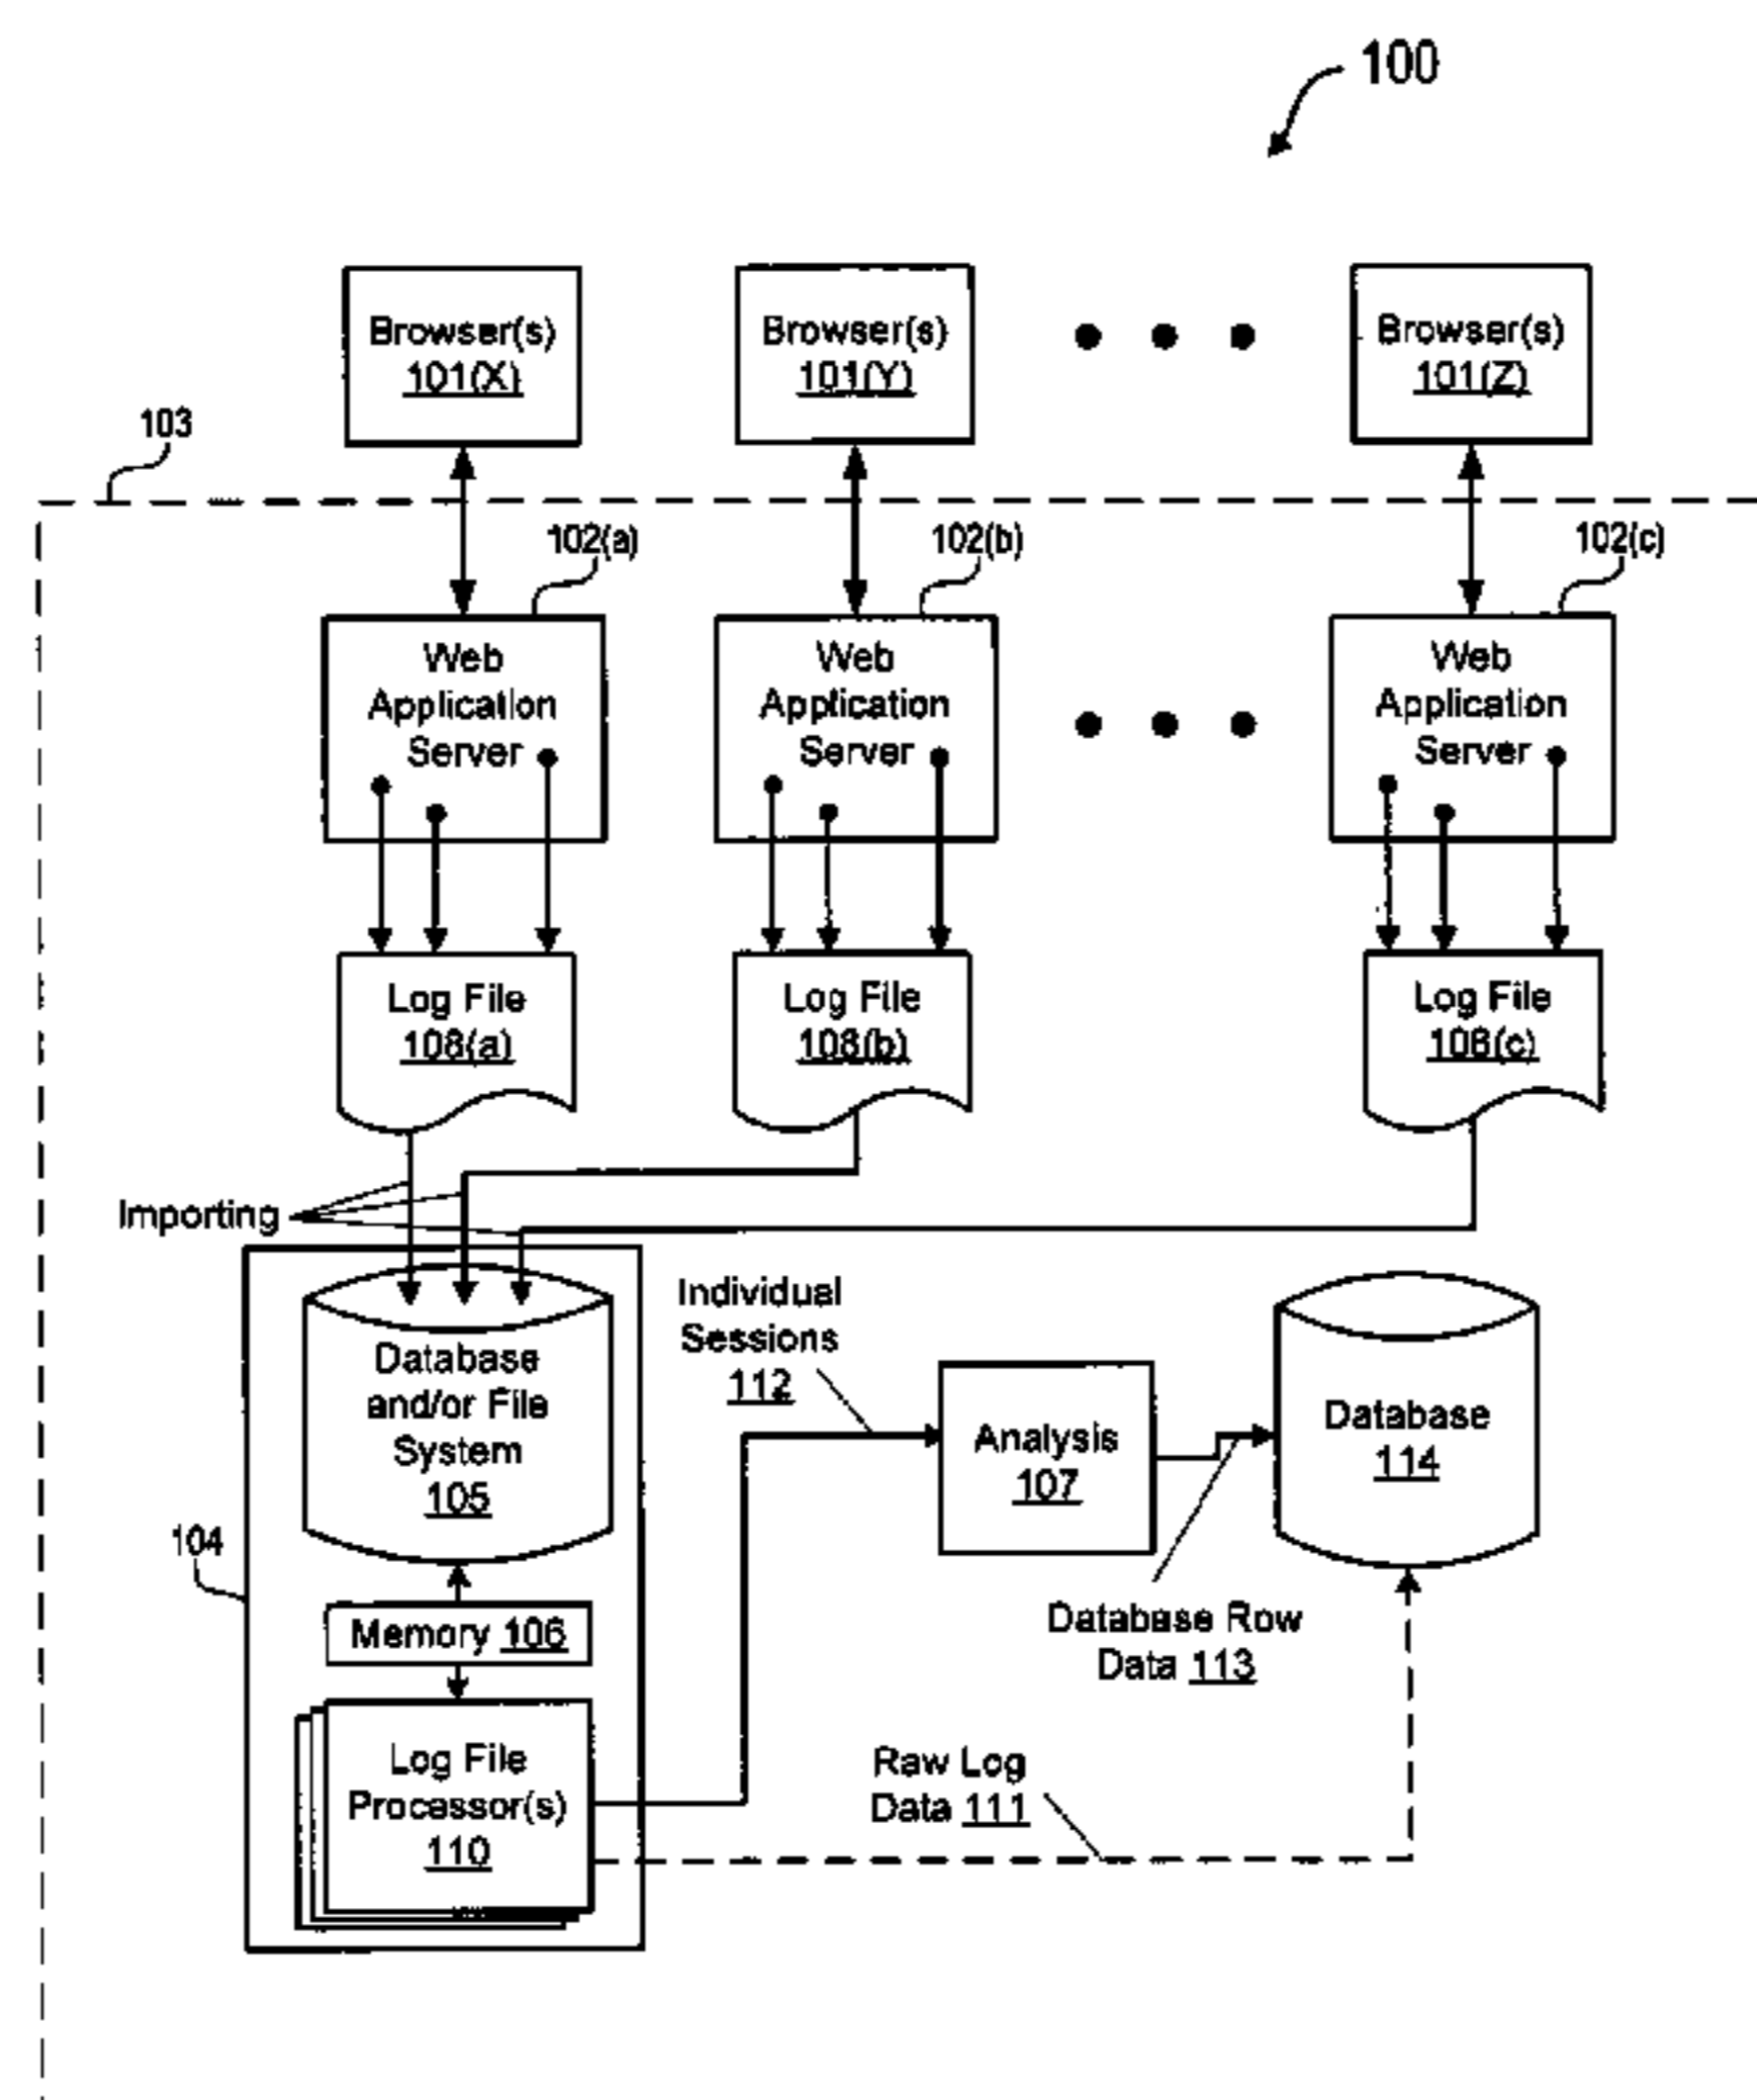 100
Browser(s)
101(X)
Browser(s)
101(Y)
Browser(s)
101(Z)
103
102(a)
102(b)
102(c)
Web
Application
Server
Web
Application
Server
Web
Application
Server
Log File
108(a)
Log File
108(b)
Log File
108(c)
Importing
Database
and/or File
System
105
Individual
Sessions
112
Analysis
107
Database
114
104
Memory 106
Database Row
Data 113
Log File
Processor(s)
110
Raw Log
Data 111